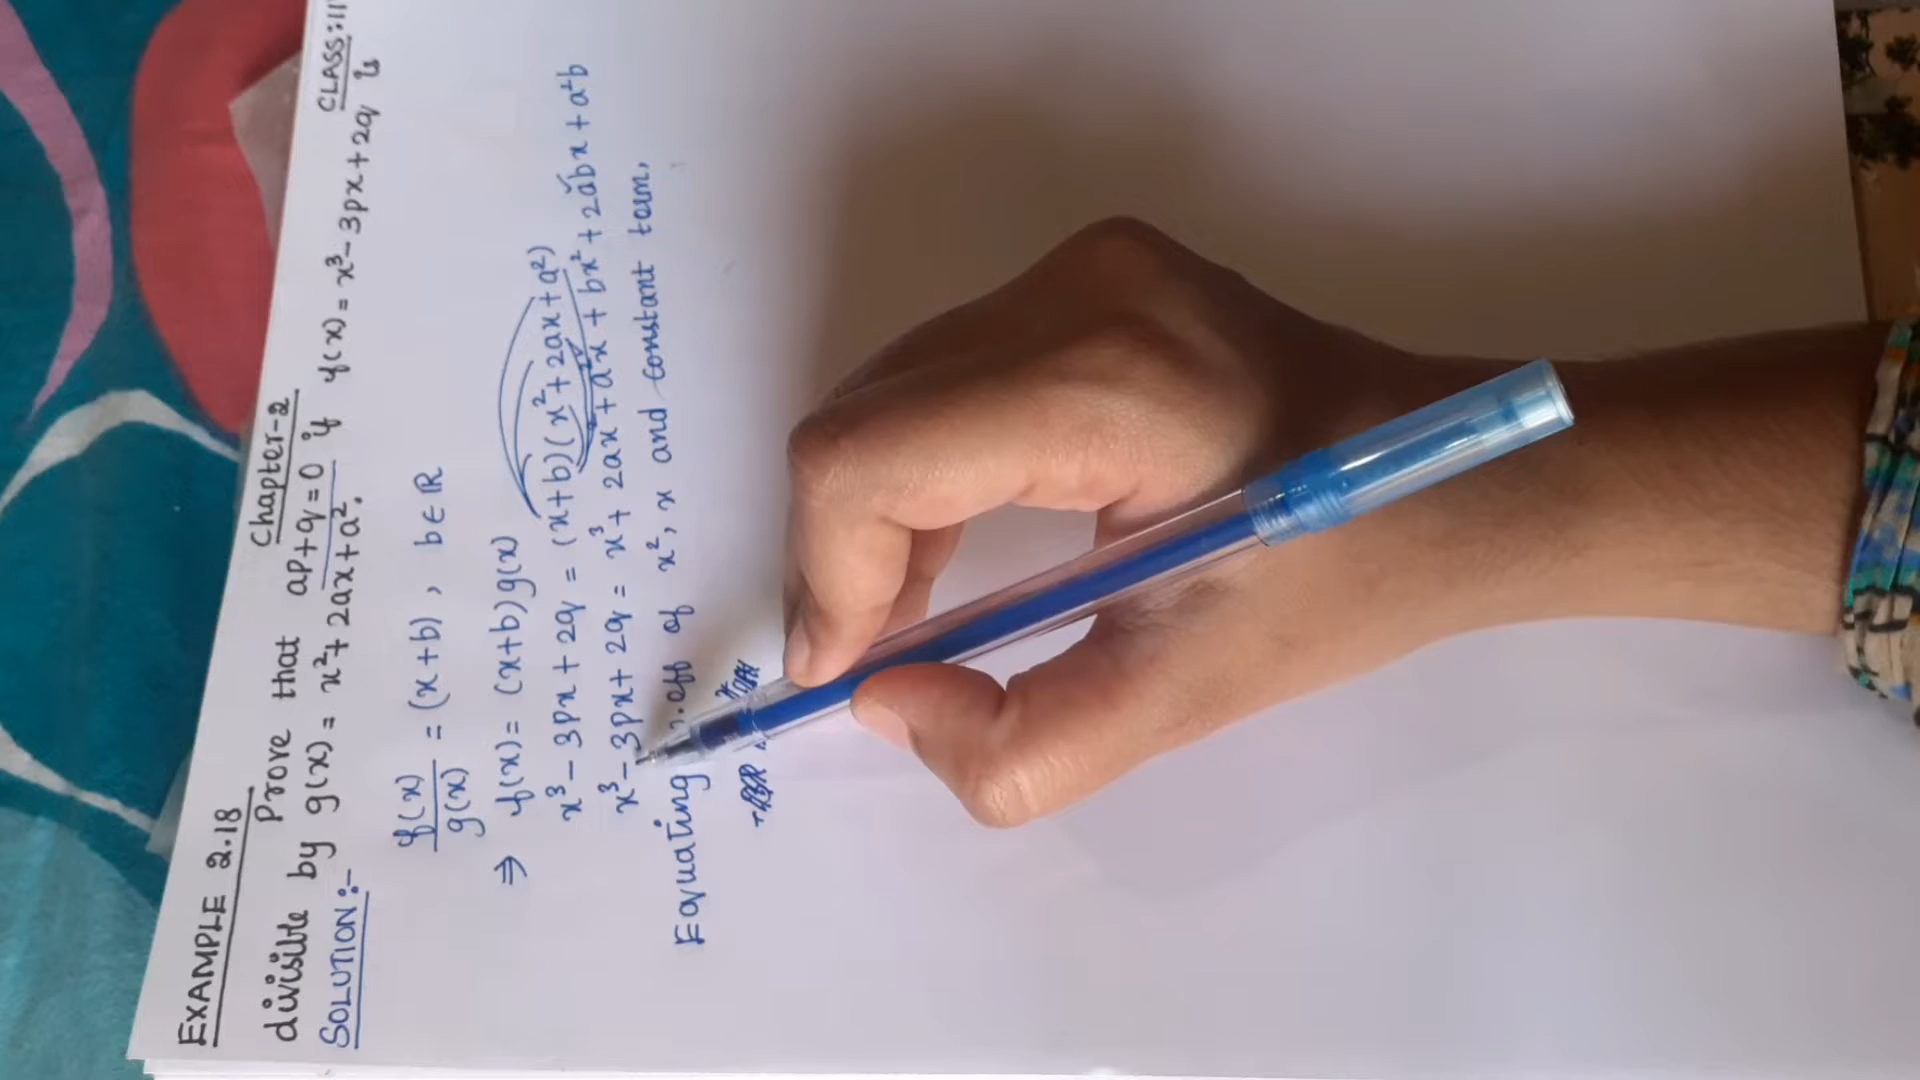 CLASS:11
Chapter-2
EXAMPLE 2.18
Prove that ap+q=0 if f(x) = x³-3px+2q is
divisible by g(x) = x²+2ax+a².
SOLUTION:-
f(x)/g(x) = (x+b), b∈ℝ
⇒ f(x) = (x+b)g(x)
x³-3px+2q = (x+b)(x²+2ax+a²)
x³-3px+2q = x³+2ax²+a²x+bx²+2abx+a²b
Equating of x², x and constant term.